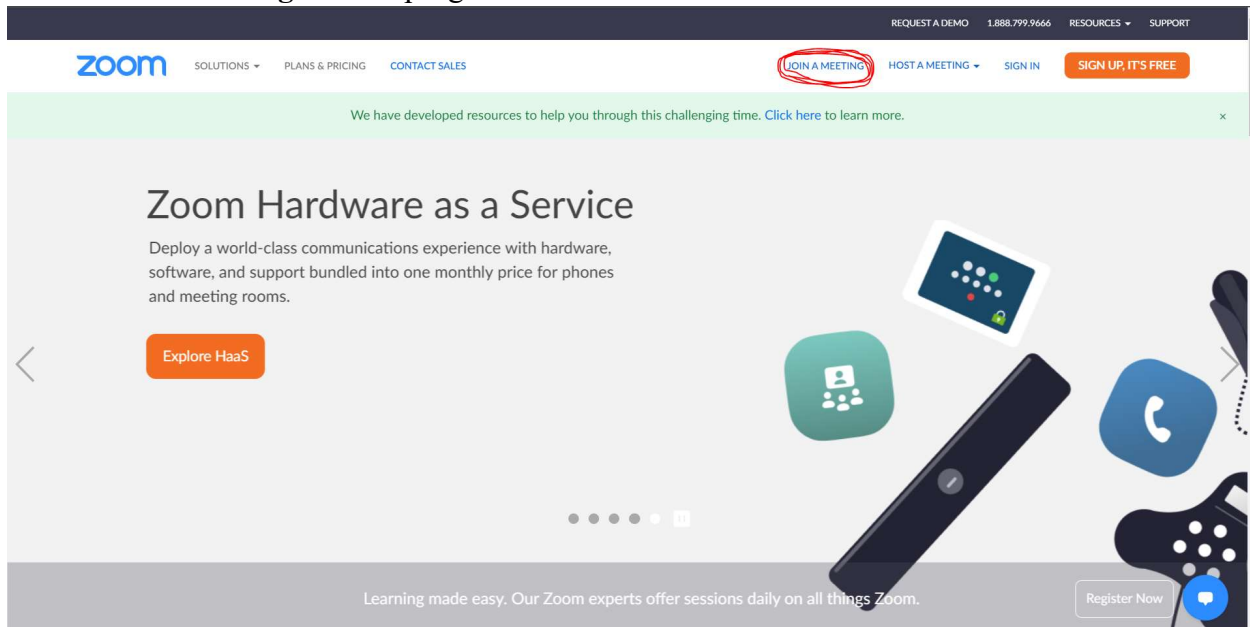 REQUEST A DEMO 1.888.799.9666 RESOURCES SUPPORT
zoom SOLUTIONS PLANS & PRICING CONTACT SALES JOIN A MEETING HOST A MEETING SIGN IN SIGN UP, IT'S FREE
We have developed resources to help you through this challenging time. Click here to learn more. ×
Zoom Hardware as a Service
Deploy a world-class communications experience with hardware,
software, and support bundled into one monthly price for phones
and meeting rooms.
Explore HaaS
Learning made easy. Our Zoom experts offer sessions daily on all things Zoom. Register Now